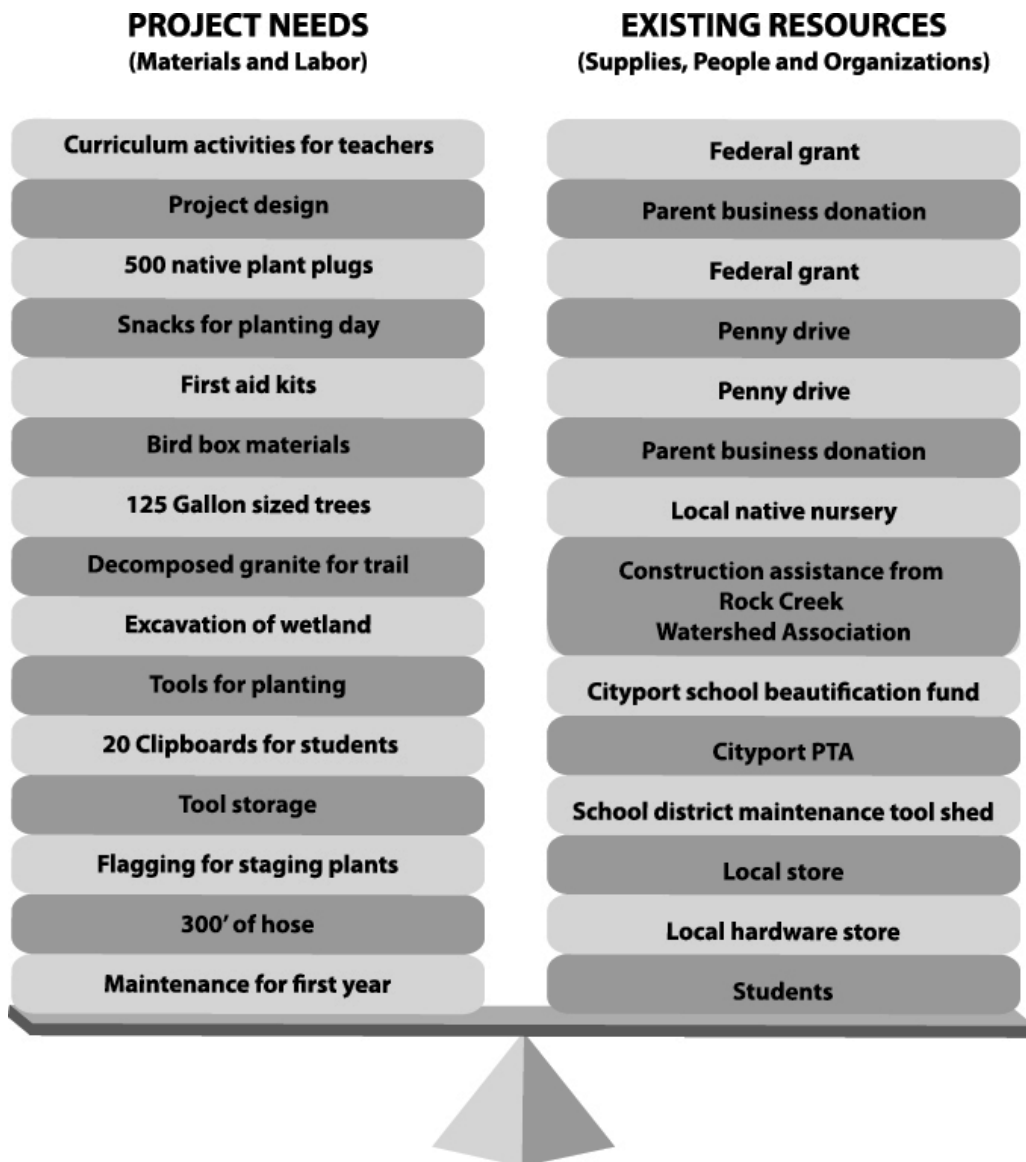 PROJECT NEEDS
(Materials and Labor)
Curriculum activities for teachers
Project design
500 native plant plugs
Snacks for planting day
First aid kits
Bird box materials
125 Gallon sized trees
Decomposed granite for trail
Excavation of wetland
Tools for planting
20 Clipboards for students
Tool storage
Flagging for staging plants
300’ of hose
Maintenance for first year
EXISTING RESOURCES
(Supplies, People and Organizations)
Federal grant
Parent business donation
Federal grant
Penny drive
Penny drive
Parent business donation
Local native nursery
Construction assistance from
Rock Creek
Watershed Association
Cityport school beautification fund
Cityport PTA
School district maintenance tool shed
Local store
Local hardware store
Students